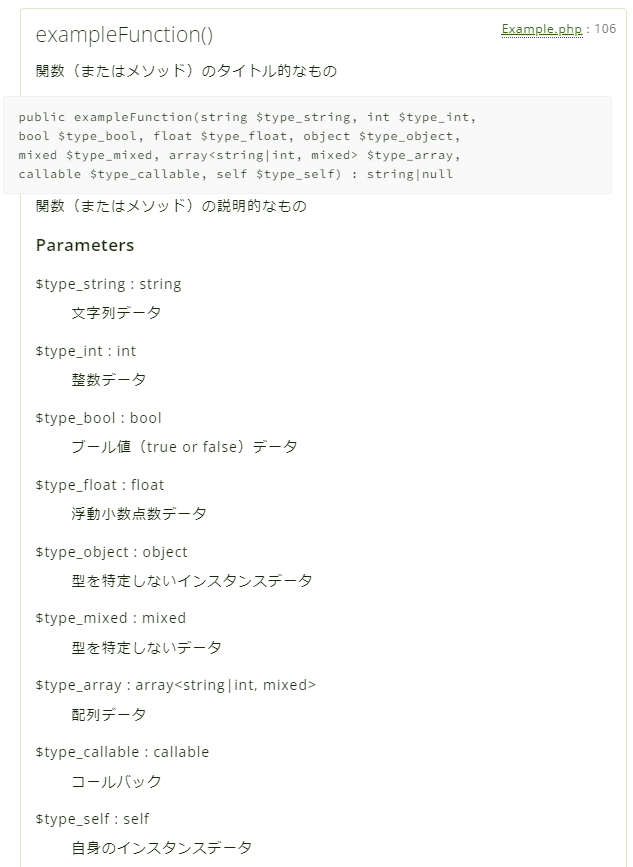 exampleFunction()
Example.php : 106
関数（またはメソッド）のタイトル的なもの
public exampleFunction(string $type_string, int $type_int,
bool $type_bool, float $type_float, object $type_object,
mixed $type_mixed, array<string|int, mixed> $type_array,
callable $type_callable, self $type_self) : string|null
関数（またはメソッド）の説明的なもの
Parameters
$type_string : string
文字列データ
$type_int : int
整数データ
$type_bool : bool
ブール値（true or false）データ
$type_float : float
浮動小数点数データ
$type_object : object
型を特定しないインスタンスデータ
$type_mixed : mixed
型を特定しないデータ
$type_array : array<string|int, mixed>
配列データ
$type_callable : callable
コールバック
$type_self : self
自身のインスタンスデータ